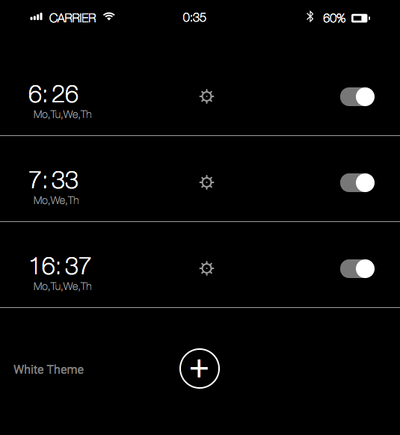 CARRIER 0:35 60%
6:26
Mo,Tu,We,Th
7:33
Mo,We,Th
16:37
Mo,Tu,We,Th
White Theme